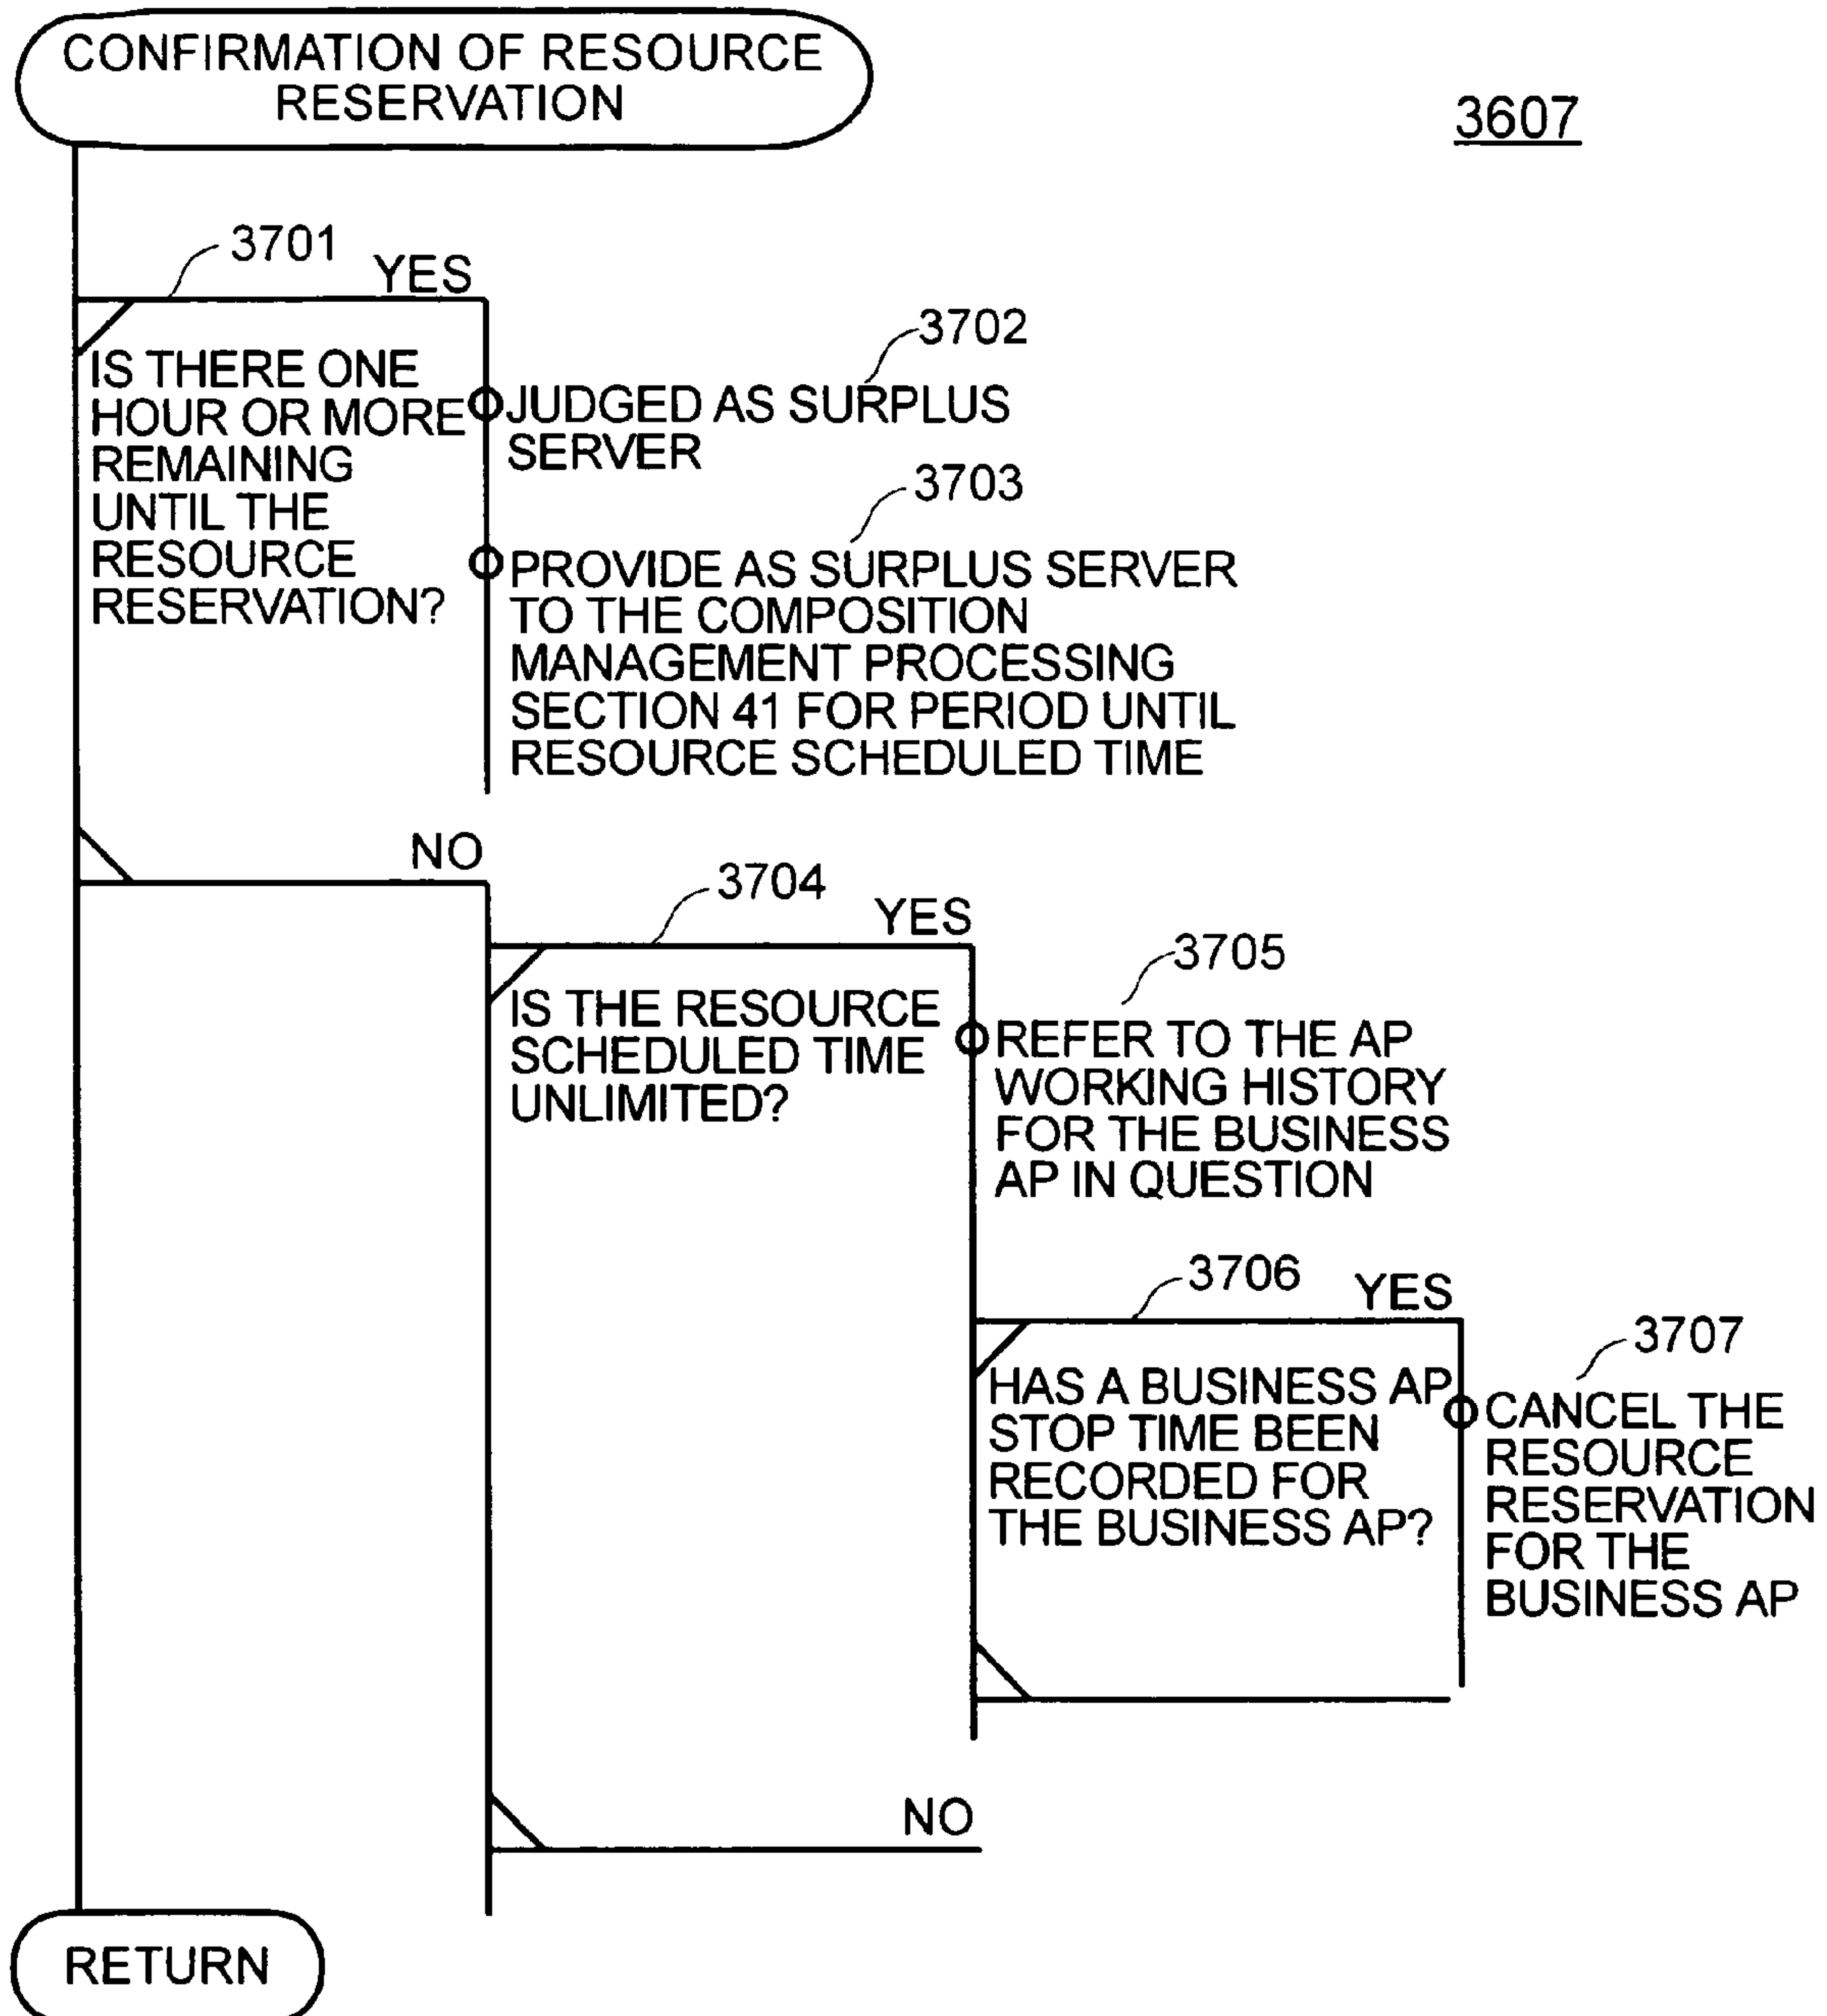 CONFIRMATION OF RESOURCE
RESERVATION
3607
3701
YES
IS THERE ONE
HOUR OR MORE
REMAINING
UNTIL THE
RESOURCE
RESERVATION?
3702
JUDGED AS SURPLUS
SERVER
3703
PROVIDE AS SURPLUS SERVER
TO THE COMPOSITION
MANAGEMENT PROCESSING
SECTION 41 FOR PERIOD UNTIL
RESOURCE SCHEDULED TIME
NO
3704
YES
IS THE RESOURCE
SCHEDULED TIME
UNLIMITED?
3705
REFER TO THE AP
WORKING HISTORY
FOR THE BUSINESS
AP IN QUESTION
3706
YES
HAS A BUSINESS AP
STOP TIME BEEN
RECORDED FOR
THE BUSINESS AP?
3707
CANCEL THE
RESOURCE
RESERVATION
FOR THE
BUSINESS AP
NO
RETURN